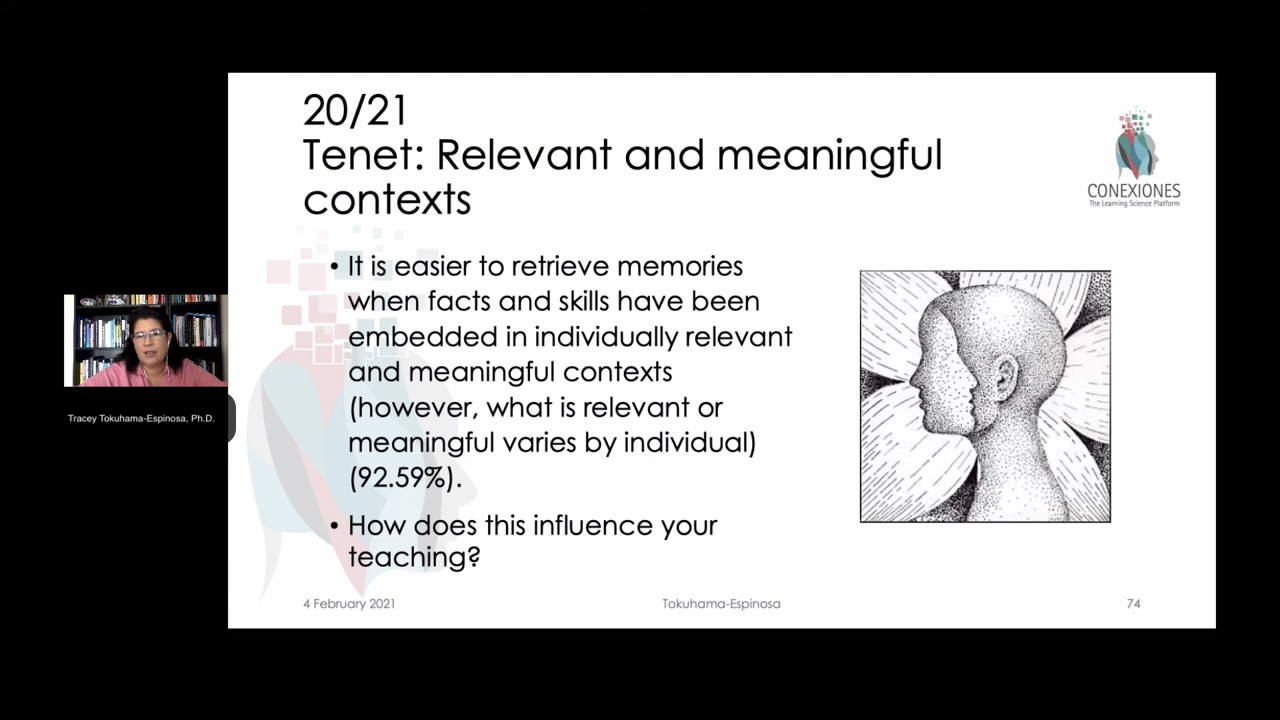 20/21
Tenet: Relevant and meaningful
contexts
CONEXIONES
The Learning Science Platform
• It is easier to retrieve memories
when facts and skills have been
embedded in individually relevant
and meaningful contexts
(however, what is relevant or
meaningful varies by individual)
(92.59%).
• How does this influence your
teaching?
Tracey Tokuhama-Espinosa, Ph.D.
4 February 2021
Tokuhama-Espinosa
74